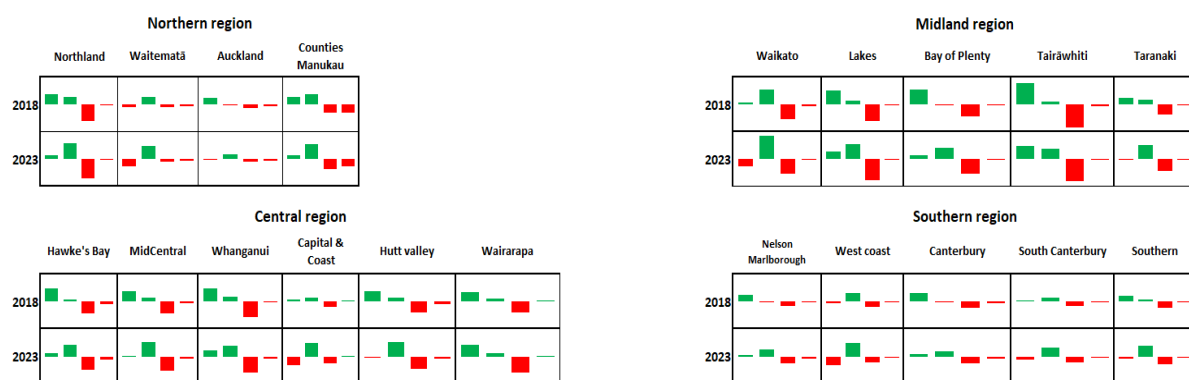 Northern region
Northland Waitematā Auckland Counties
Manukau
2018
2023
Midland region
Waikato Lakes Bay of Plenty Tairāwhiti Taranaki
2018
2023
Central region
Hawke's Bay MidCentral Whanganui Capital &
Coast Hutt valley Wairarapa
2018
2023
Southern region
Nelson
Marlborough West coast Canterbury South Canterbury Southern
2018
2023